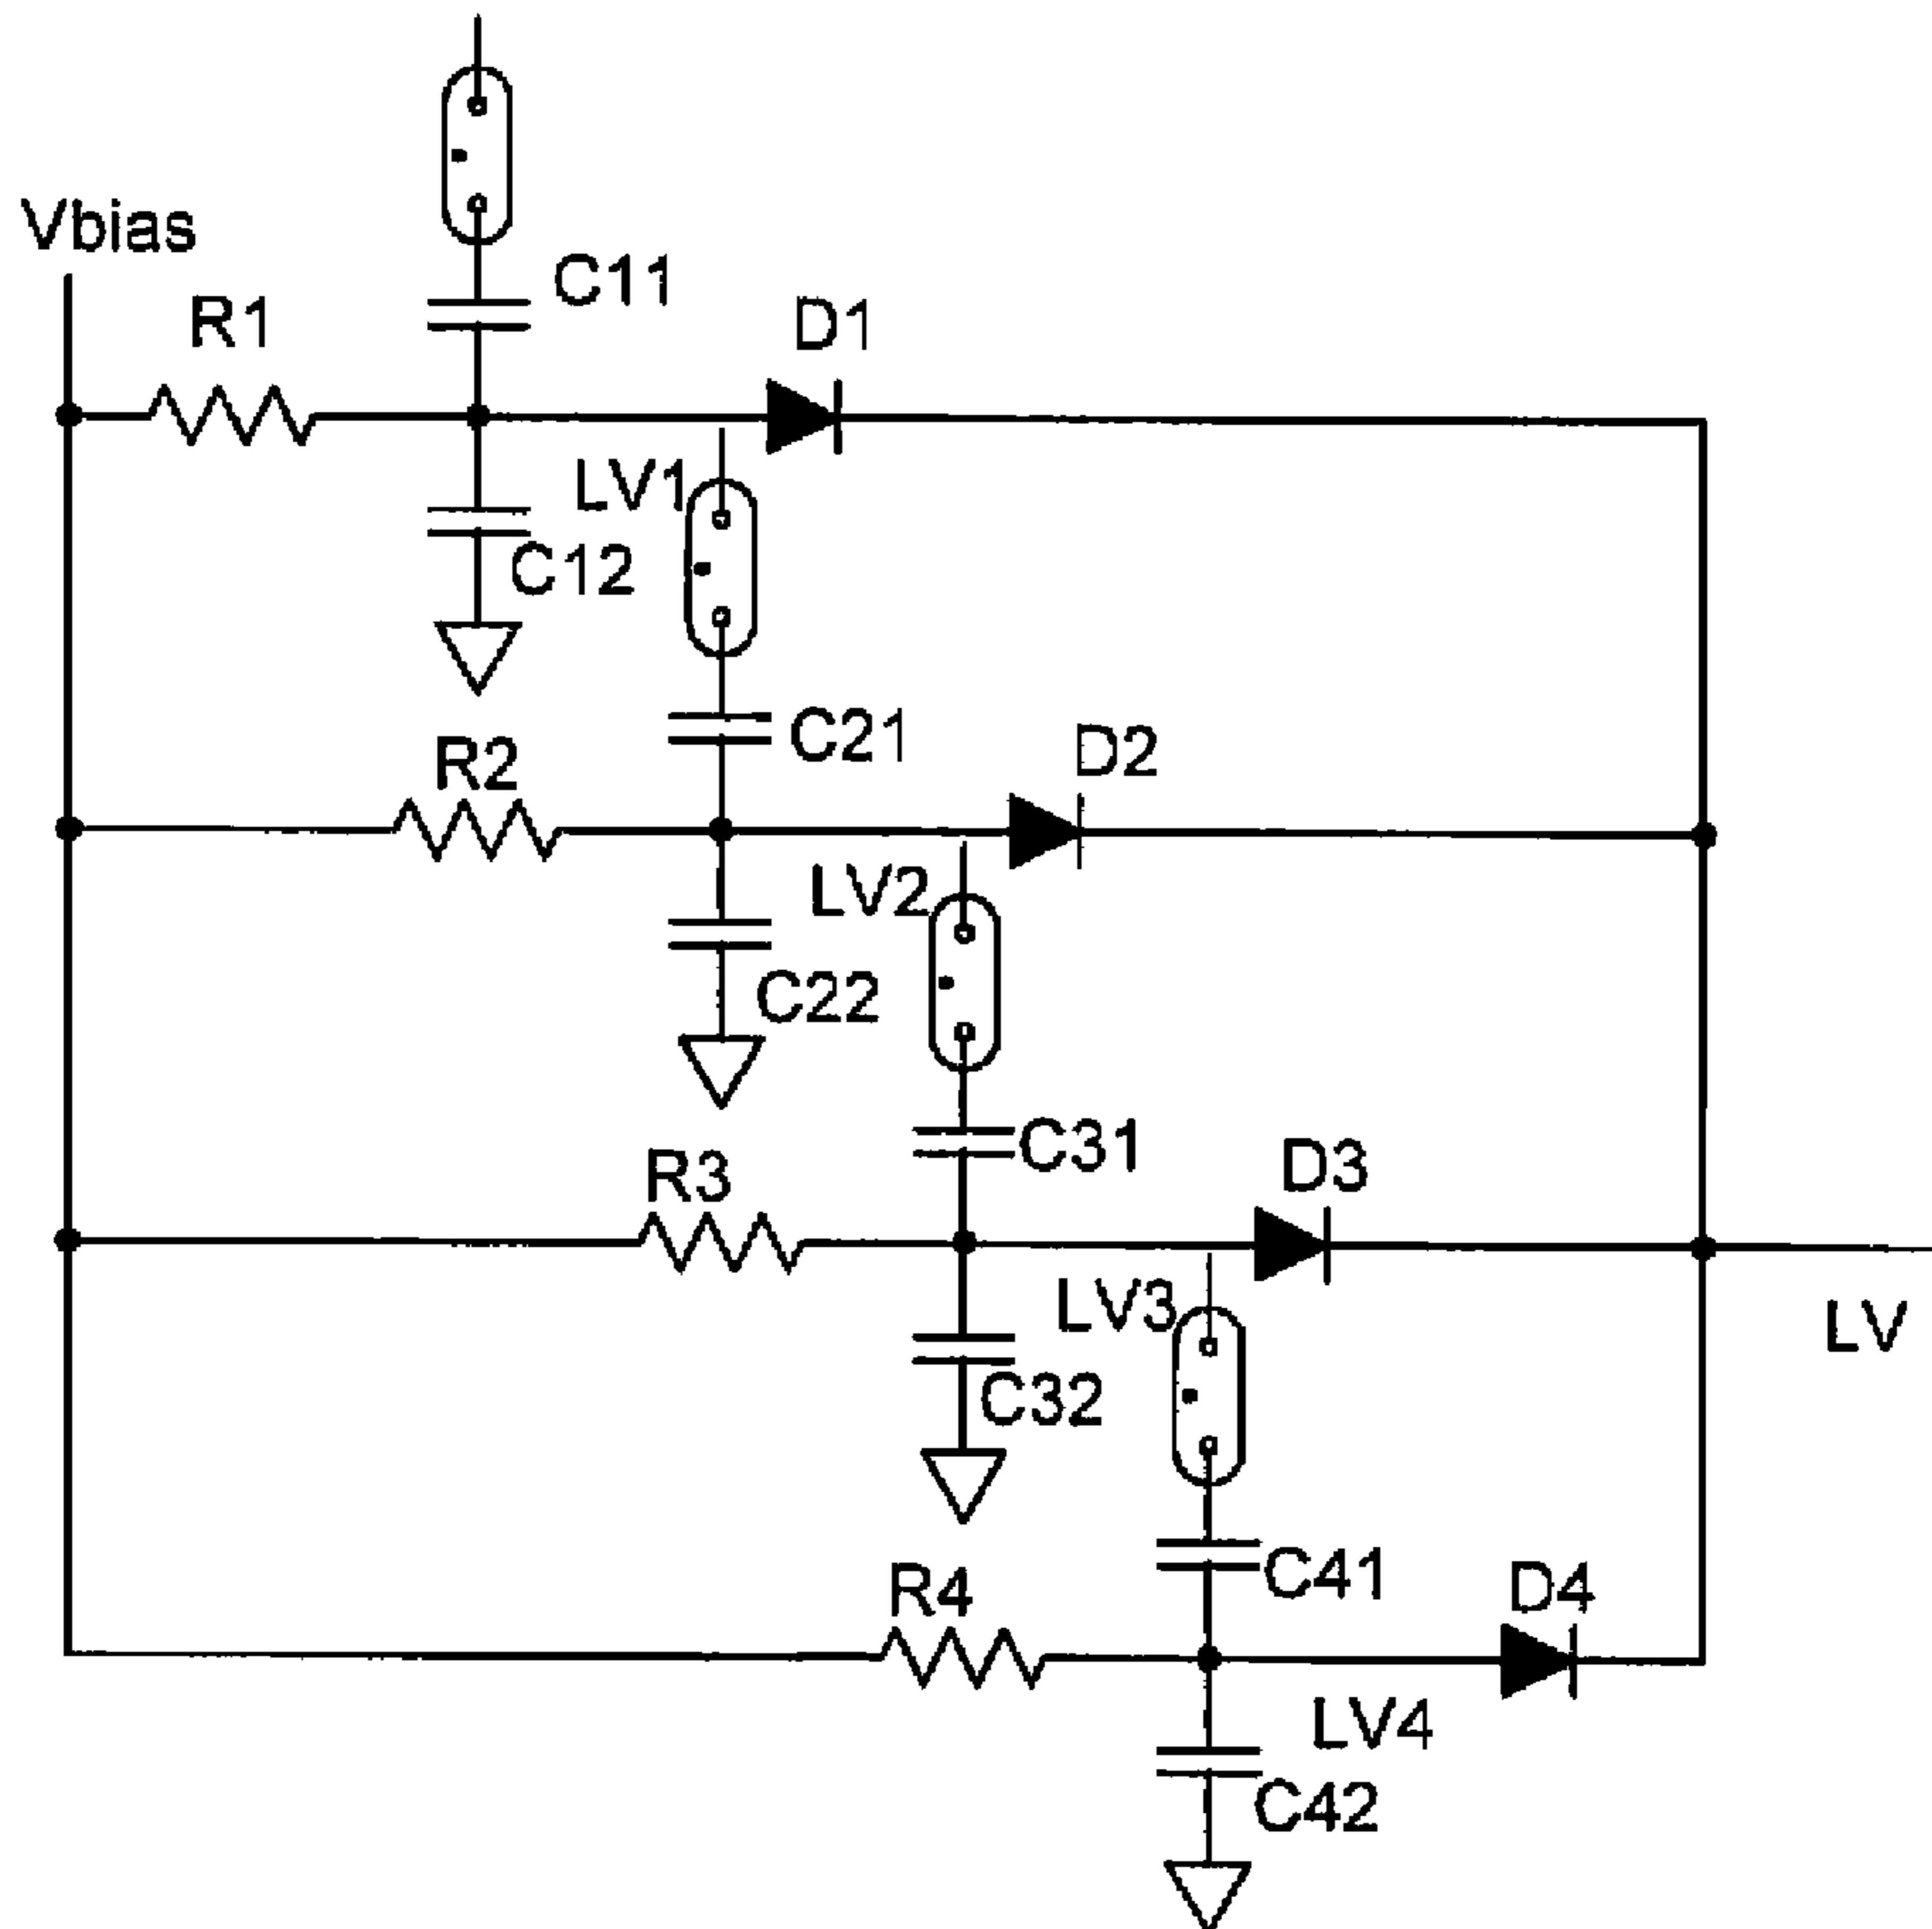 Vbias
C11
R1
D1
LV1
C12
C21
D2
R2
LV2
C22
C31
D3
R3
LV3
LV
C32
C41
D4
R4
LV4
C42